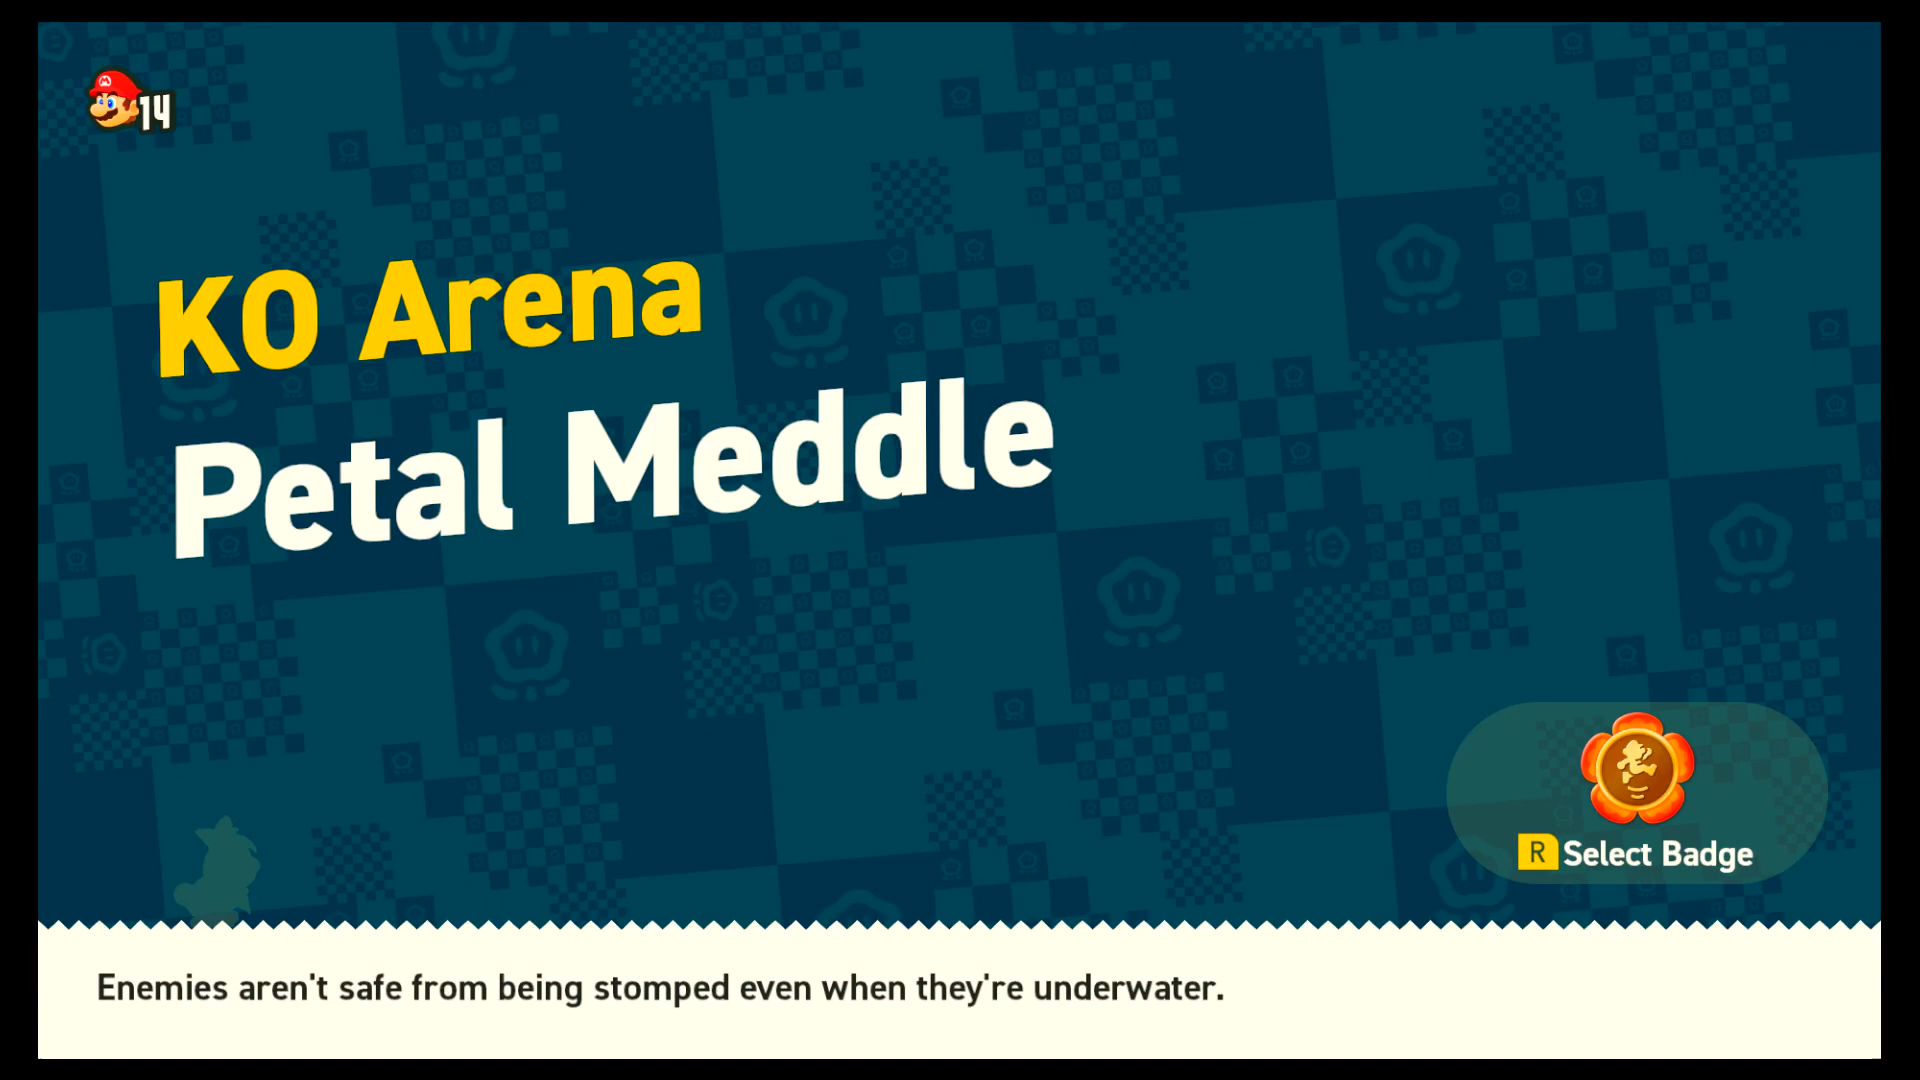 14
KO Arena
Petal Meddle
R Select Badge
Enemies aren't safe from being stomped even when they're underwater.